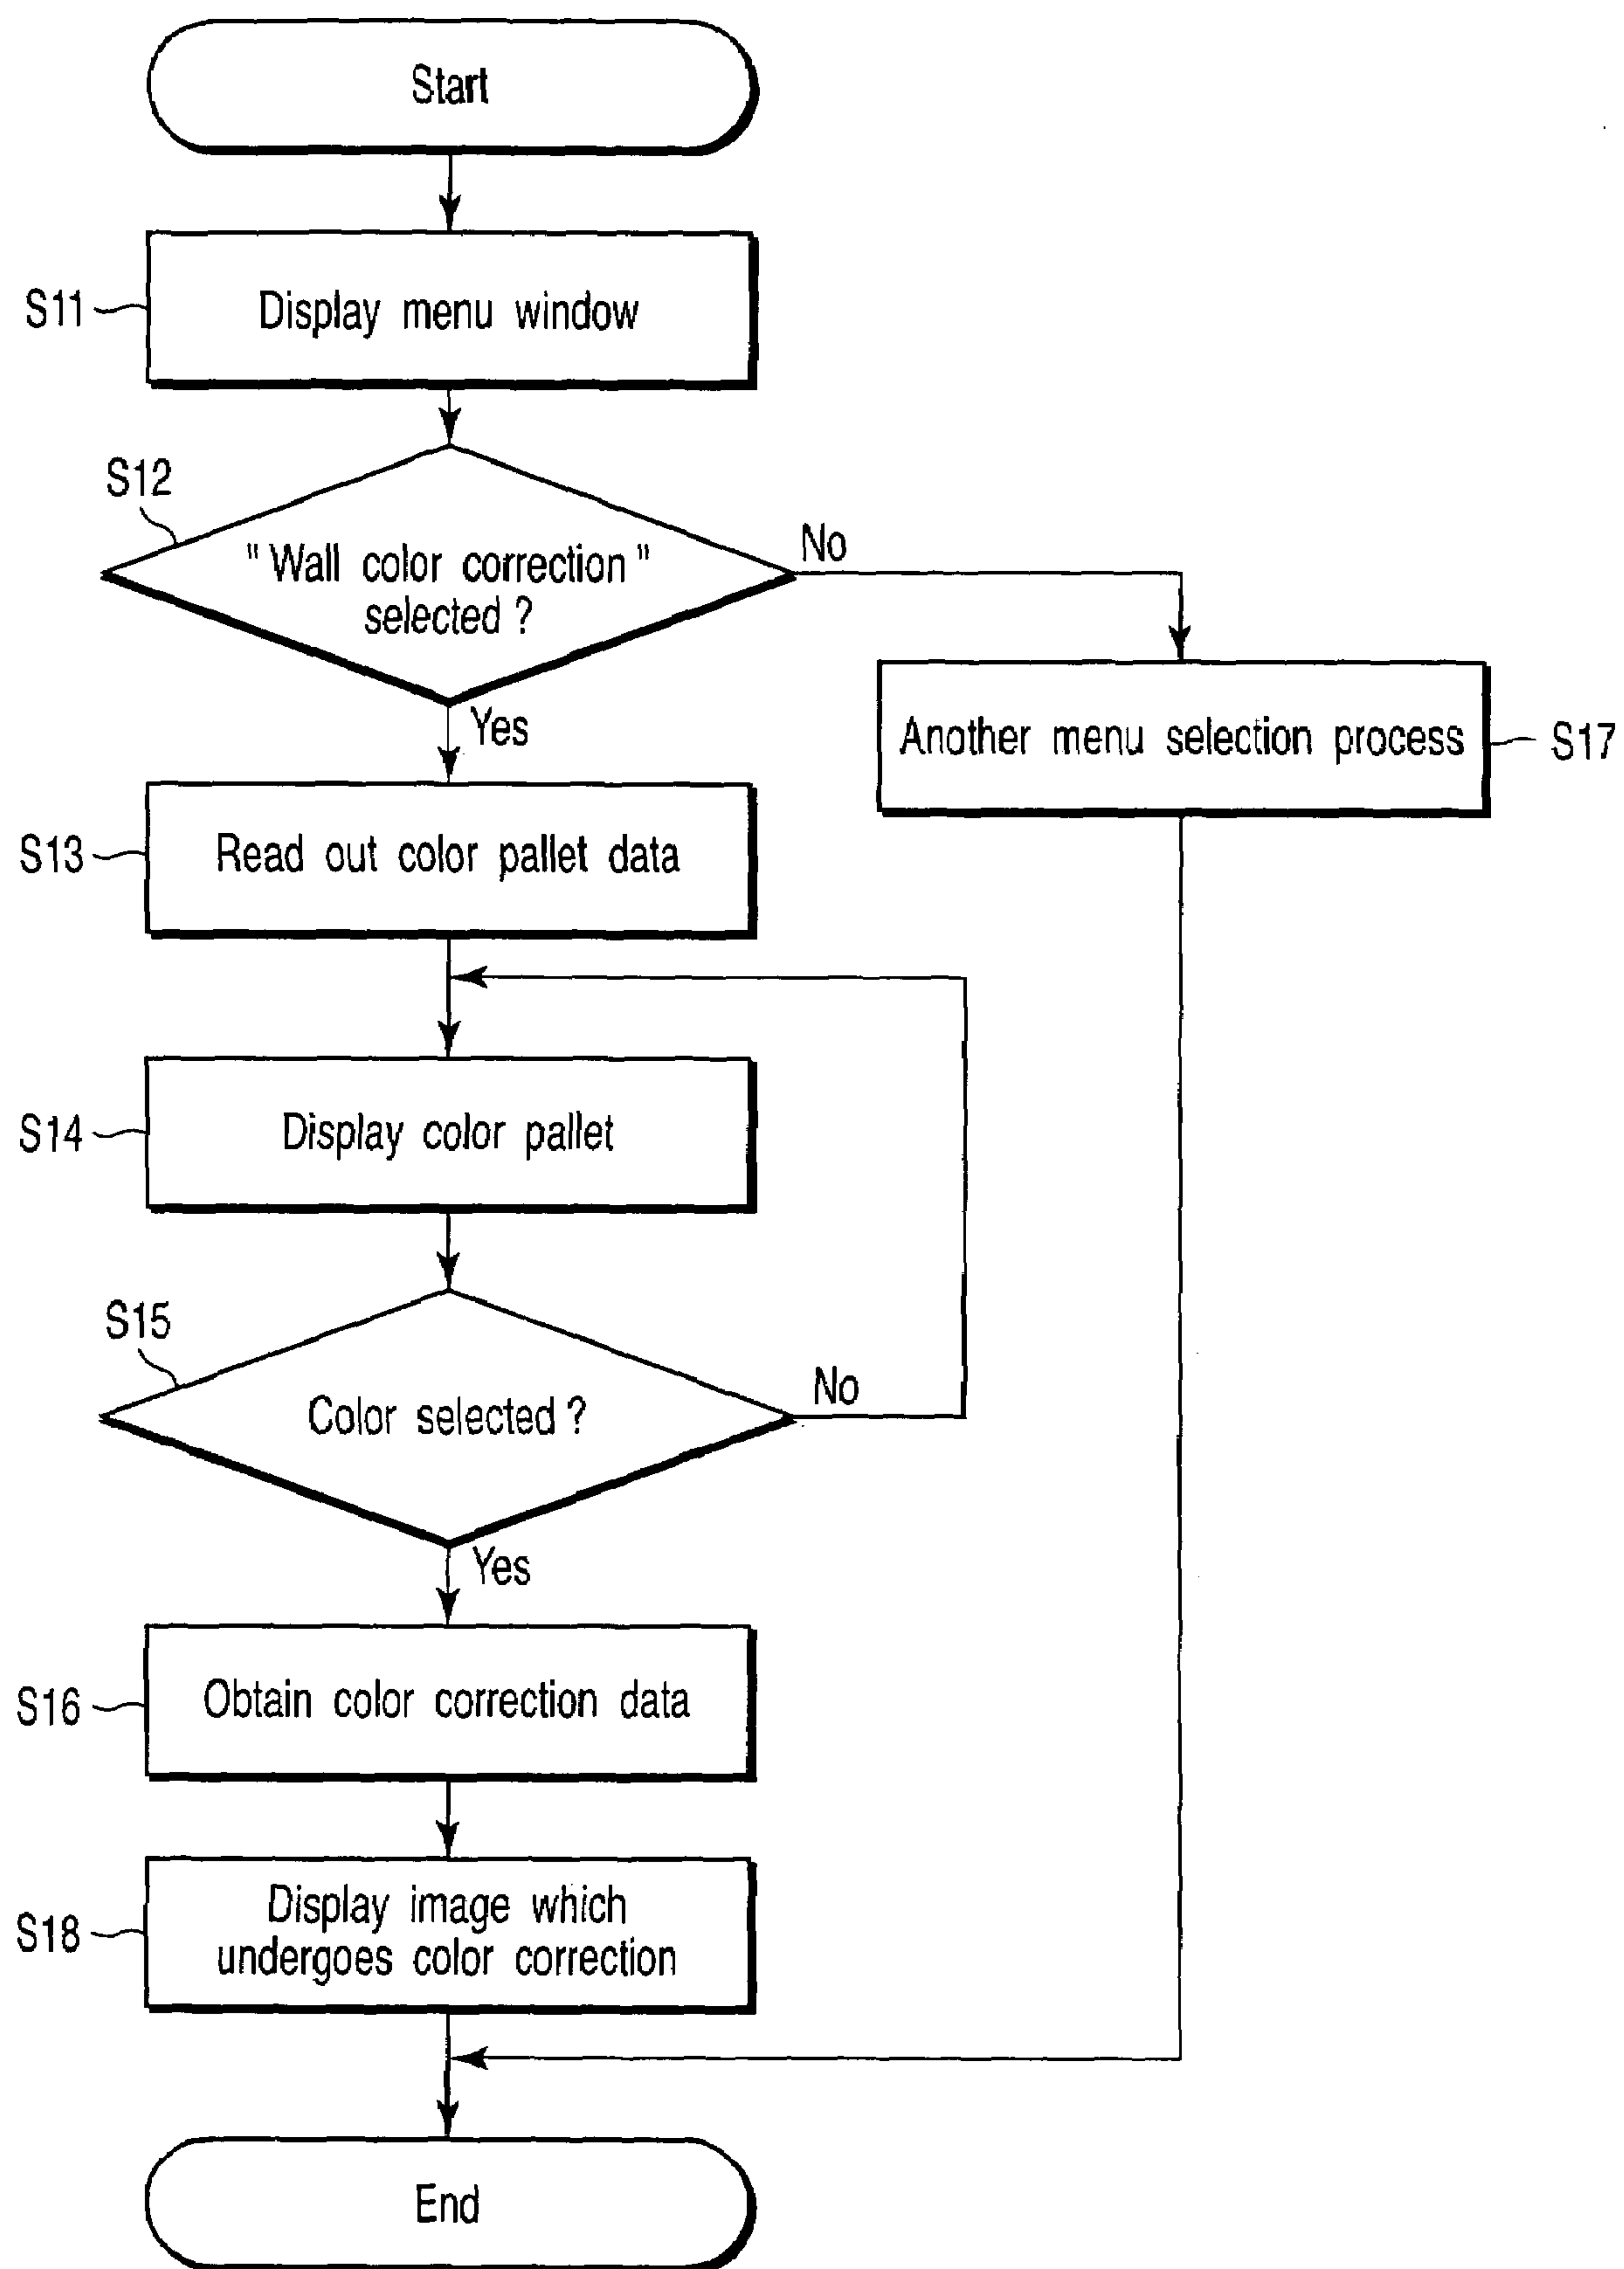 Start
S11
Display menu window
S12
"Wall color correction"
selected ?
No
Yes
Another menu selection process
S17
S13
Read out color pallet data
S14
Display color pallet
S15
Color selected ?
No
Yes
S16
Obtain color correction data
S18
Display image which
undergoes color correction
End